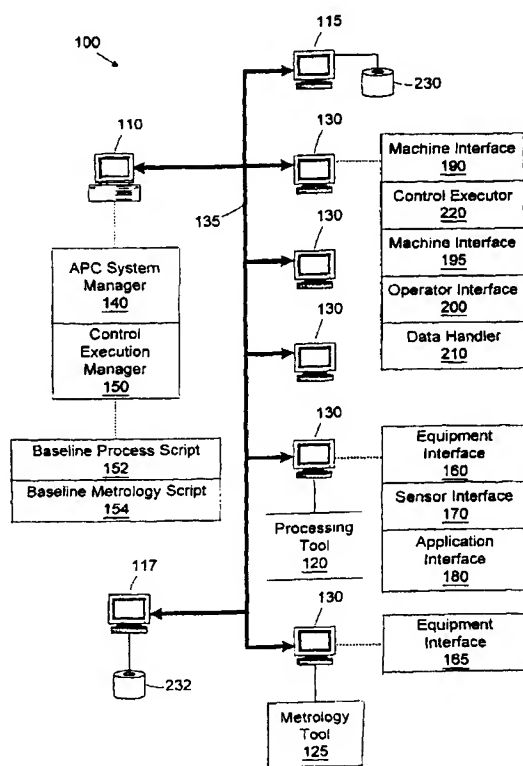 100
115
230
110
130
Machine Interface
190
Control Executor
220
Machine Interface
195
Operator Interface
200
Data Handler
210
135
130
APC System
Manager
140
Control
Execution
Manager
150
130
Baseline Process Script
152
Baseline Metrology Script
154
130
Equipment
Interface
160
Sensor Interface
170
Application
Interface
180
Processing
Tool
120
117
232
130
Equipment
Interface
165
Metrology
Tool
125